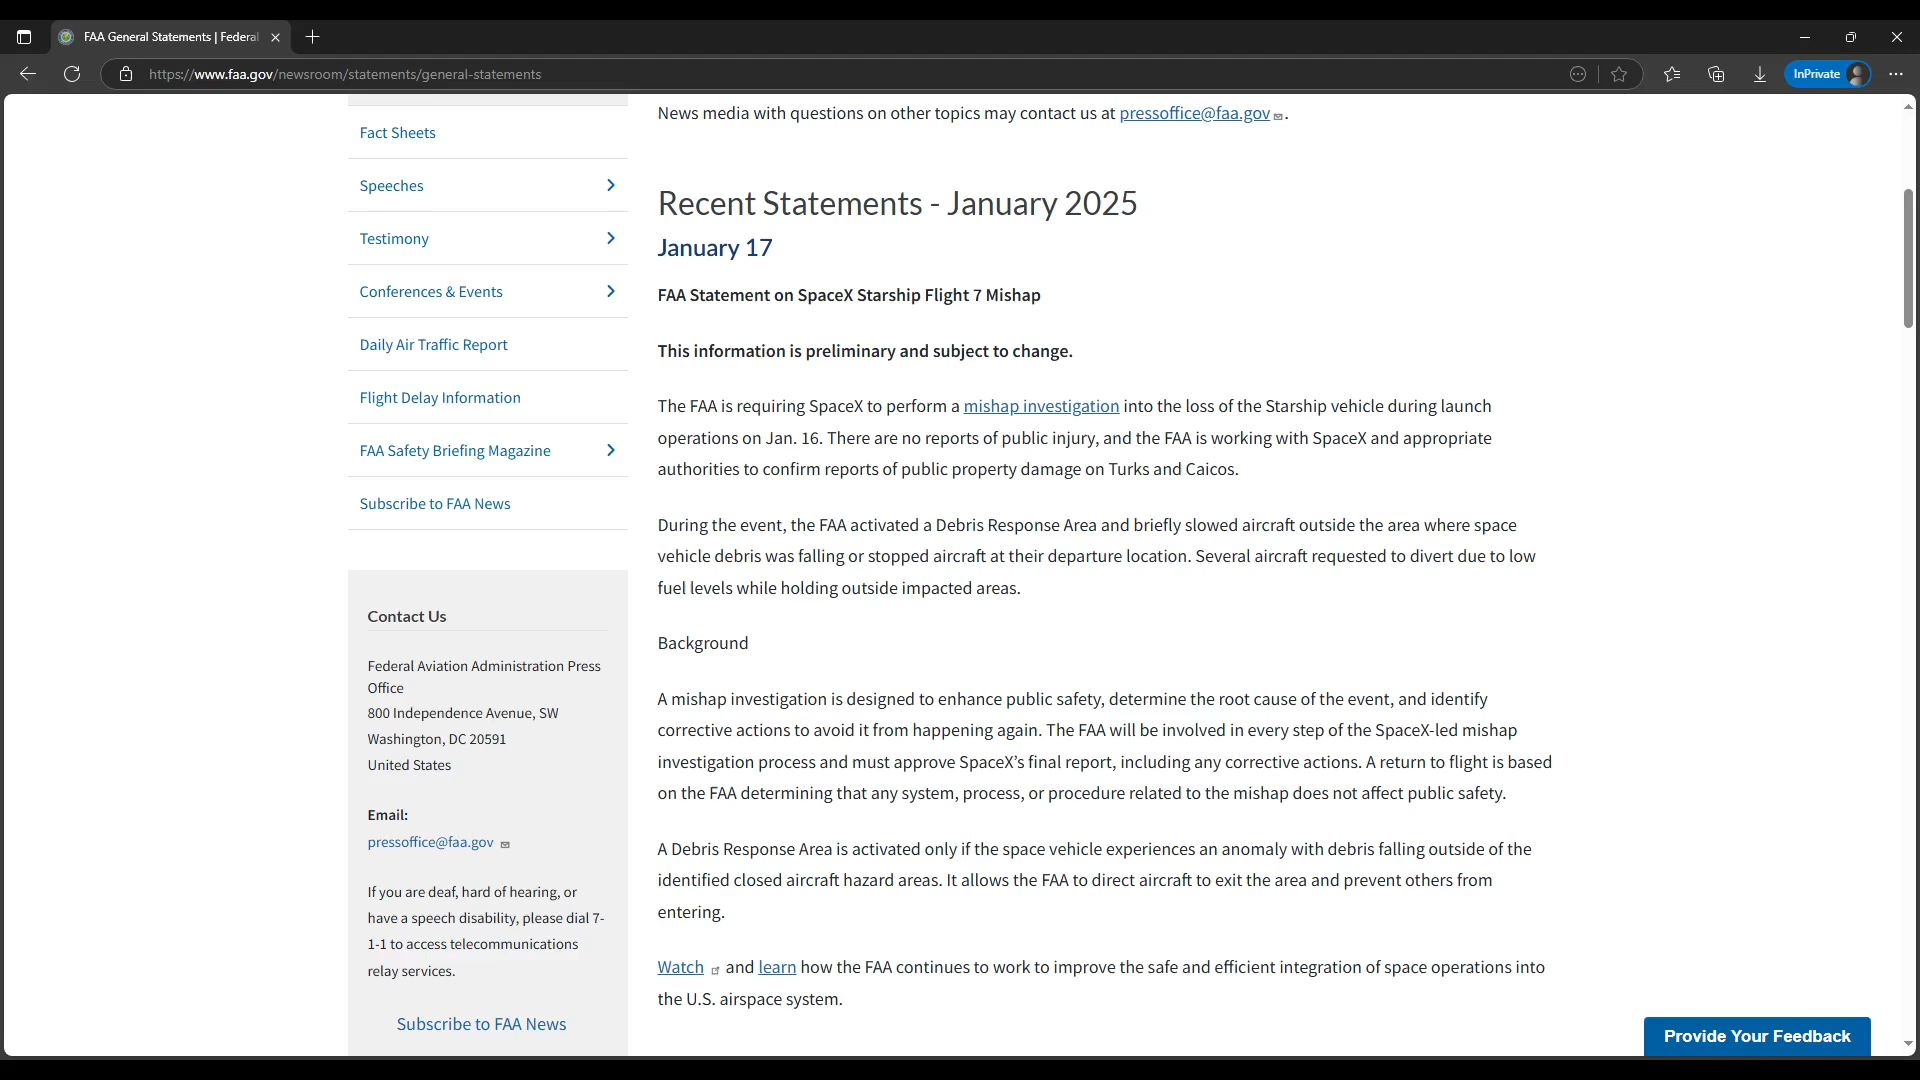 FAA General Statements | Federal
https://www.faa.gov/newsroom/statements/general-statements
InPrivate
Fact Sheets
Speeches
Testimony
Conferences & Events
Daily Air Traffic Report
Flight Delay Information
FAA Safety Briefing Magazine
Subscribe to FAA News
Contact Us
Federal Aviation Administration Press
Office
800 Independence Avenue, SW
Washington, DC 20591
United States
Email:
pressoffice@faa.gov
If you are deaf, hard of hearing, or
have a speech disability, please dial 7-
1-1 to access telecommunications
relay services.
Subscribe to FAA News
News media with questions on other topics may contact us at pressoffice@faa.gov.
Recent Statements - January 2025
January 17
FAA Statement on SpaceX Starship Flight 7 Mishap
This information is preliminary and subject to change.
The FAA is requiring SpaceX to perform a mishap investigation into the loss of the Starship vehicle during launch
operations on Jan. 16. There are no reports of public injury, and the FAA is working with SpaceX and appropriate
authorities to confirm reports of public property damage on Turks and Caicos.
During the event, the FAA activated a Debris Response Area and briefly slowed aircraft outside the area where space
vehicle debris was falling or stopped aircraft at their departure location. Several aircraft requested to divert due to low
fuel levels while holding outside impacted areas.
Background
A mishap investigation is designed to enhance public safety, determine the root cause of the event, and identify
corrective actions to avoid it from happening again. The FAA will be involved in every step of the SpaceX-led mishap
investigation process and must approve SpaceX’s final report, including any corrective actions. A return to flight is based
on the FAA determining that any system, process, or procedure related to the mishap does not affect public safety.
A Debris Response Area is activated only if the space vehicle experiences an anomaly with debris falling outside of the
identified closed aircraft hazard areas. It allows the FAA to direct aircraft to exit the area and prevent others from
entering.
Watch and learn how the FAA continues to work to improve the safe and efficient integration of space operations into
the U.S. airspace system.
Provide Your Feedback